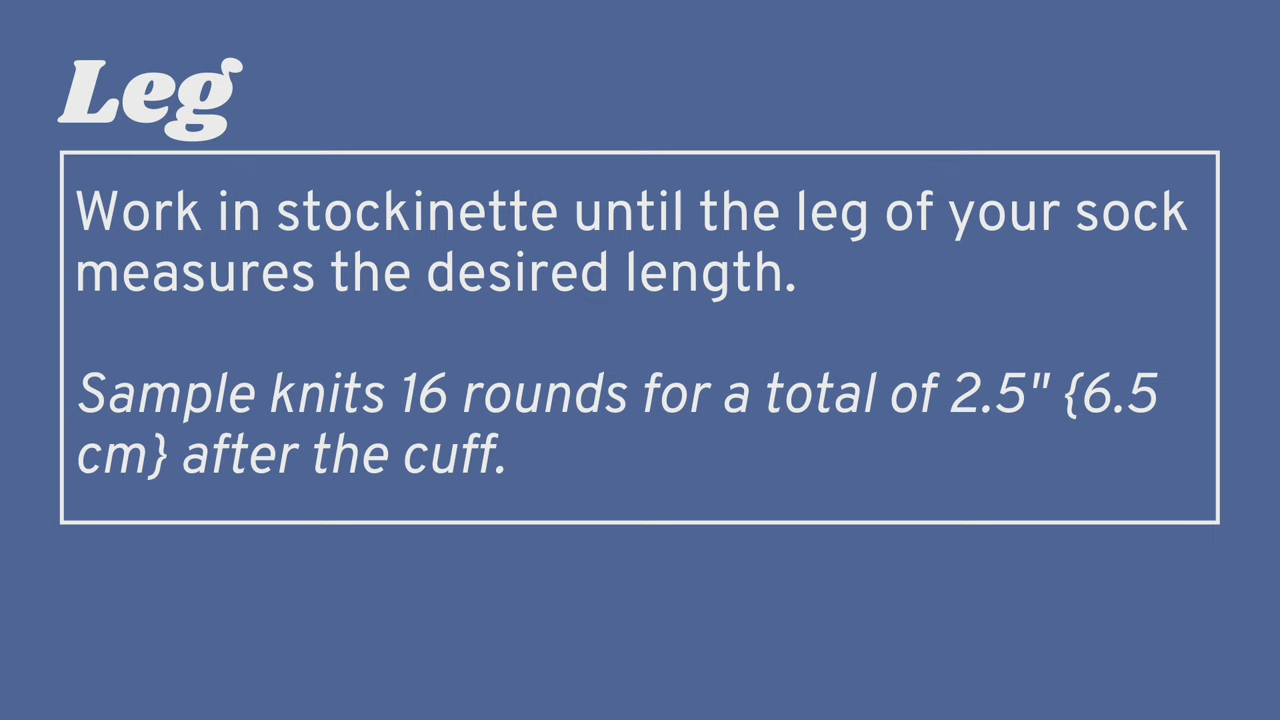 Leg
Work in stockinette until the leg of your sock
measures the desired length.
Sample knits 16 rounds for a total of 2.5" {6.5
cm} after the cuff.